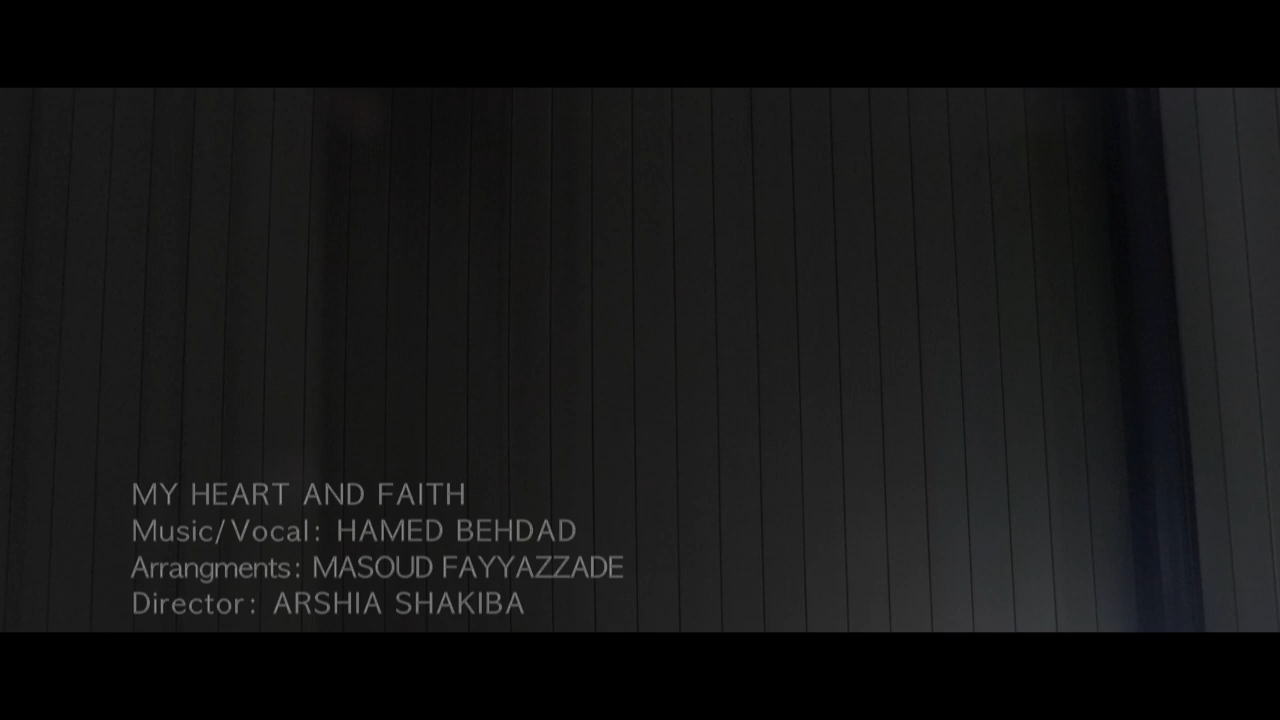 MY HEART AND FAITH
Music/Vocal: HAMED BEHDAD
Arrangments: MASOUD FAYYAZZADE
Director: ARSHIA SHAKIBA